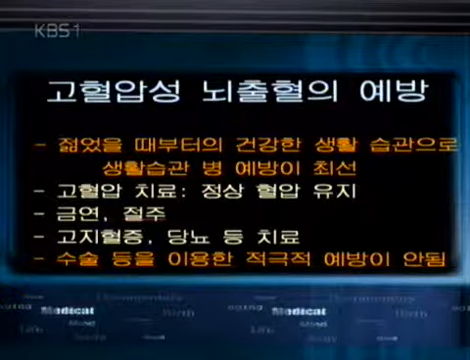 KBS1
고혈압성 뇌출혈의 예방
- 젊었을 때부터의 건강한 생활 습관으로
생활습관 병 예방이 최선
- 고혈압 치료: 정상 혈압 유지
- 금연, 절주
- 고지혈증, 당뇨 등 치료
- 수술 등을 이용한 적극적 예방이 안됨
Medical
Medical